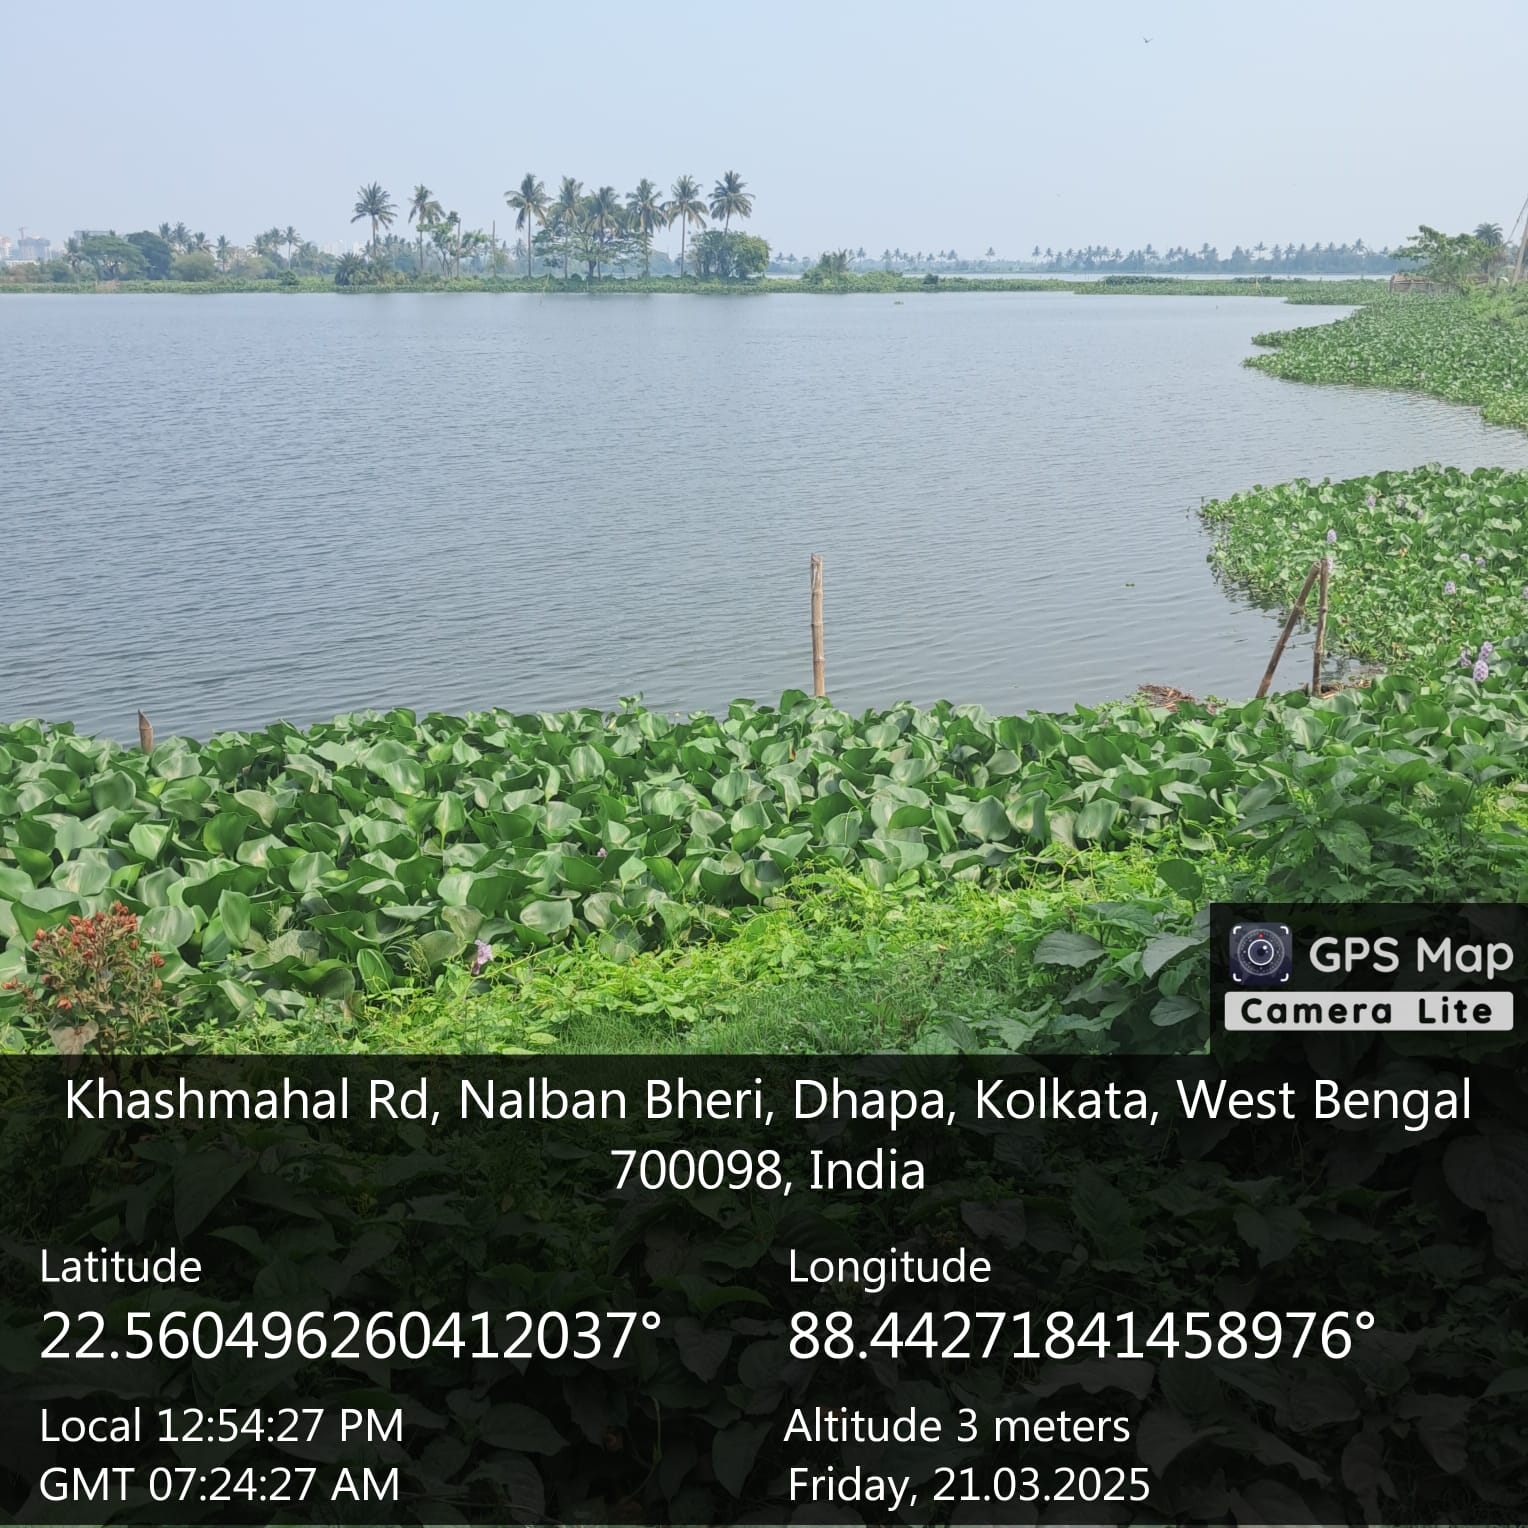 GPS Map
Camera Lite
Khashmahal Rd, Nalban Bheri, Dhapa, Kolkata, West Bengal
700098, India
Latitude
22.560496260412037°
Longitude
88.44271841458976°
Local 12:54:27 PM
GMT 07:24:27 AM
Altitude 3 meters
Friday, 21.03.2025